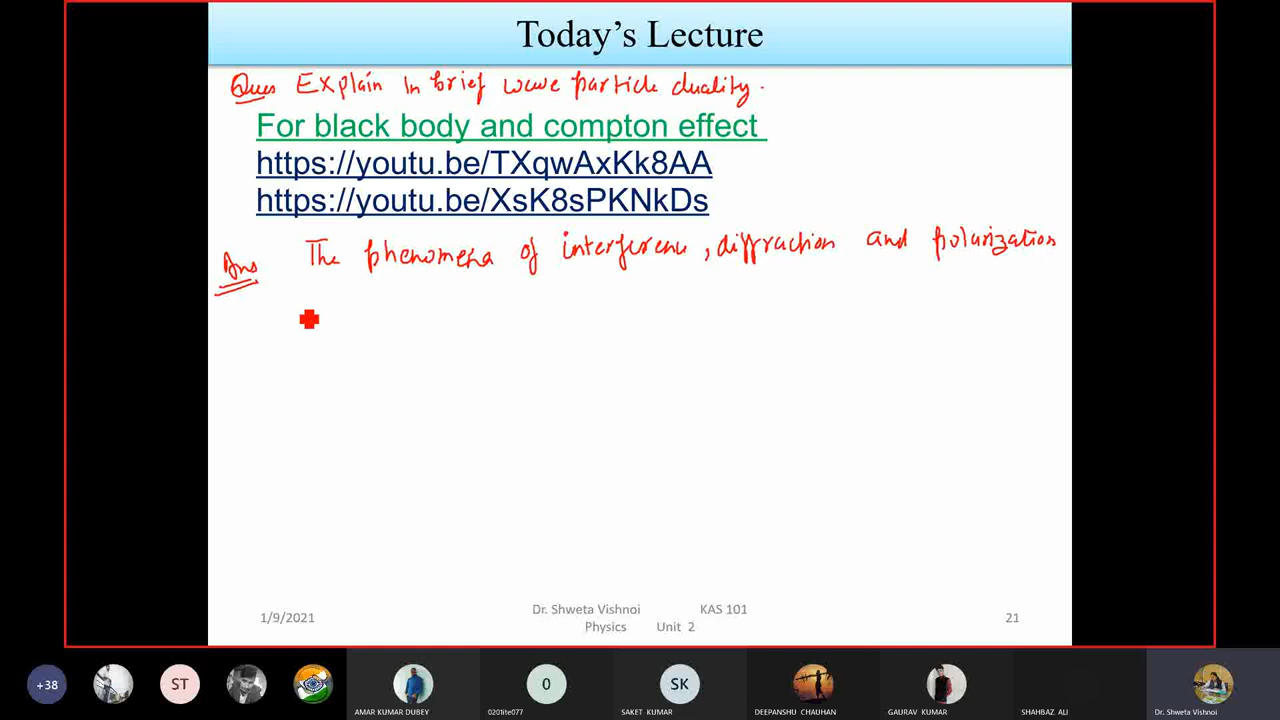 Today's Lecture
Ques Explain in brief wave particle duality.
For black body and compton effect
https://youtu.be/TXqwAxKk8AA
https://youtu.be/XsK8sPKNkDs
Ans The phenomena of interference, diffraction and polarization
1/9/2021
Dr. Shweta Vishnoi KAS 101
Physics Unit 2
21
+38
ST
0
SK
AMAR KUMAR DUBEY
0201ite077
SAKET KUMAR
DEEPANSHU CHAUHAN
GAURAV KUMAR
SHAHBAZ ALI
Dr. Shweta Vishnoi